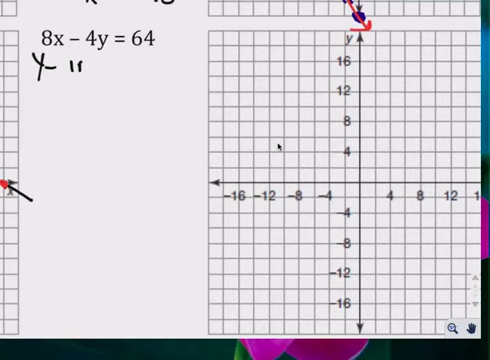 8x – 4y = 64
y–
y
16
12
8
4
–16 –12 –8 –4 4 8 12
–4
–8
–12
–16
x